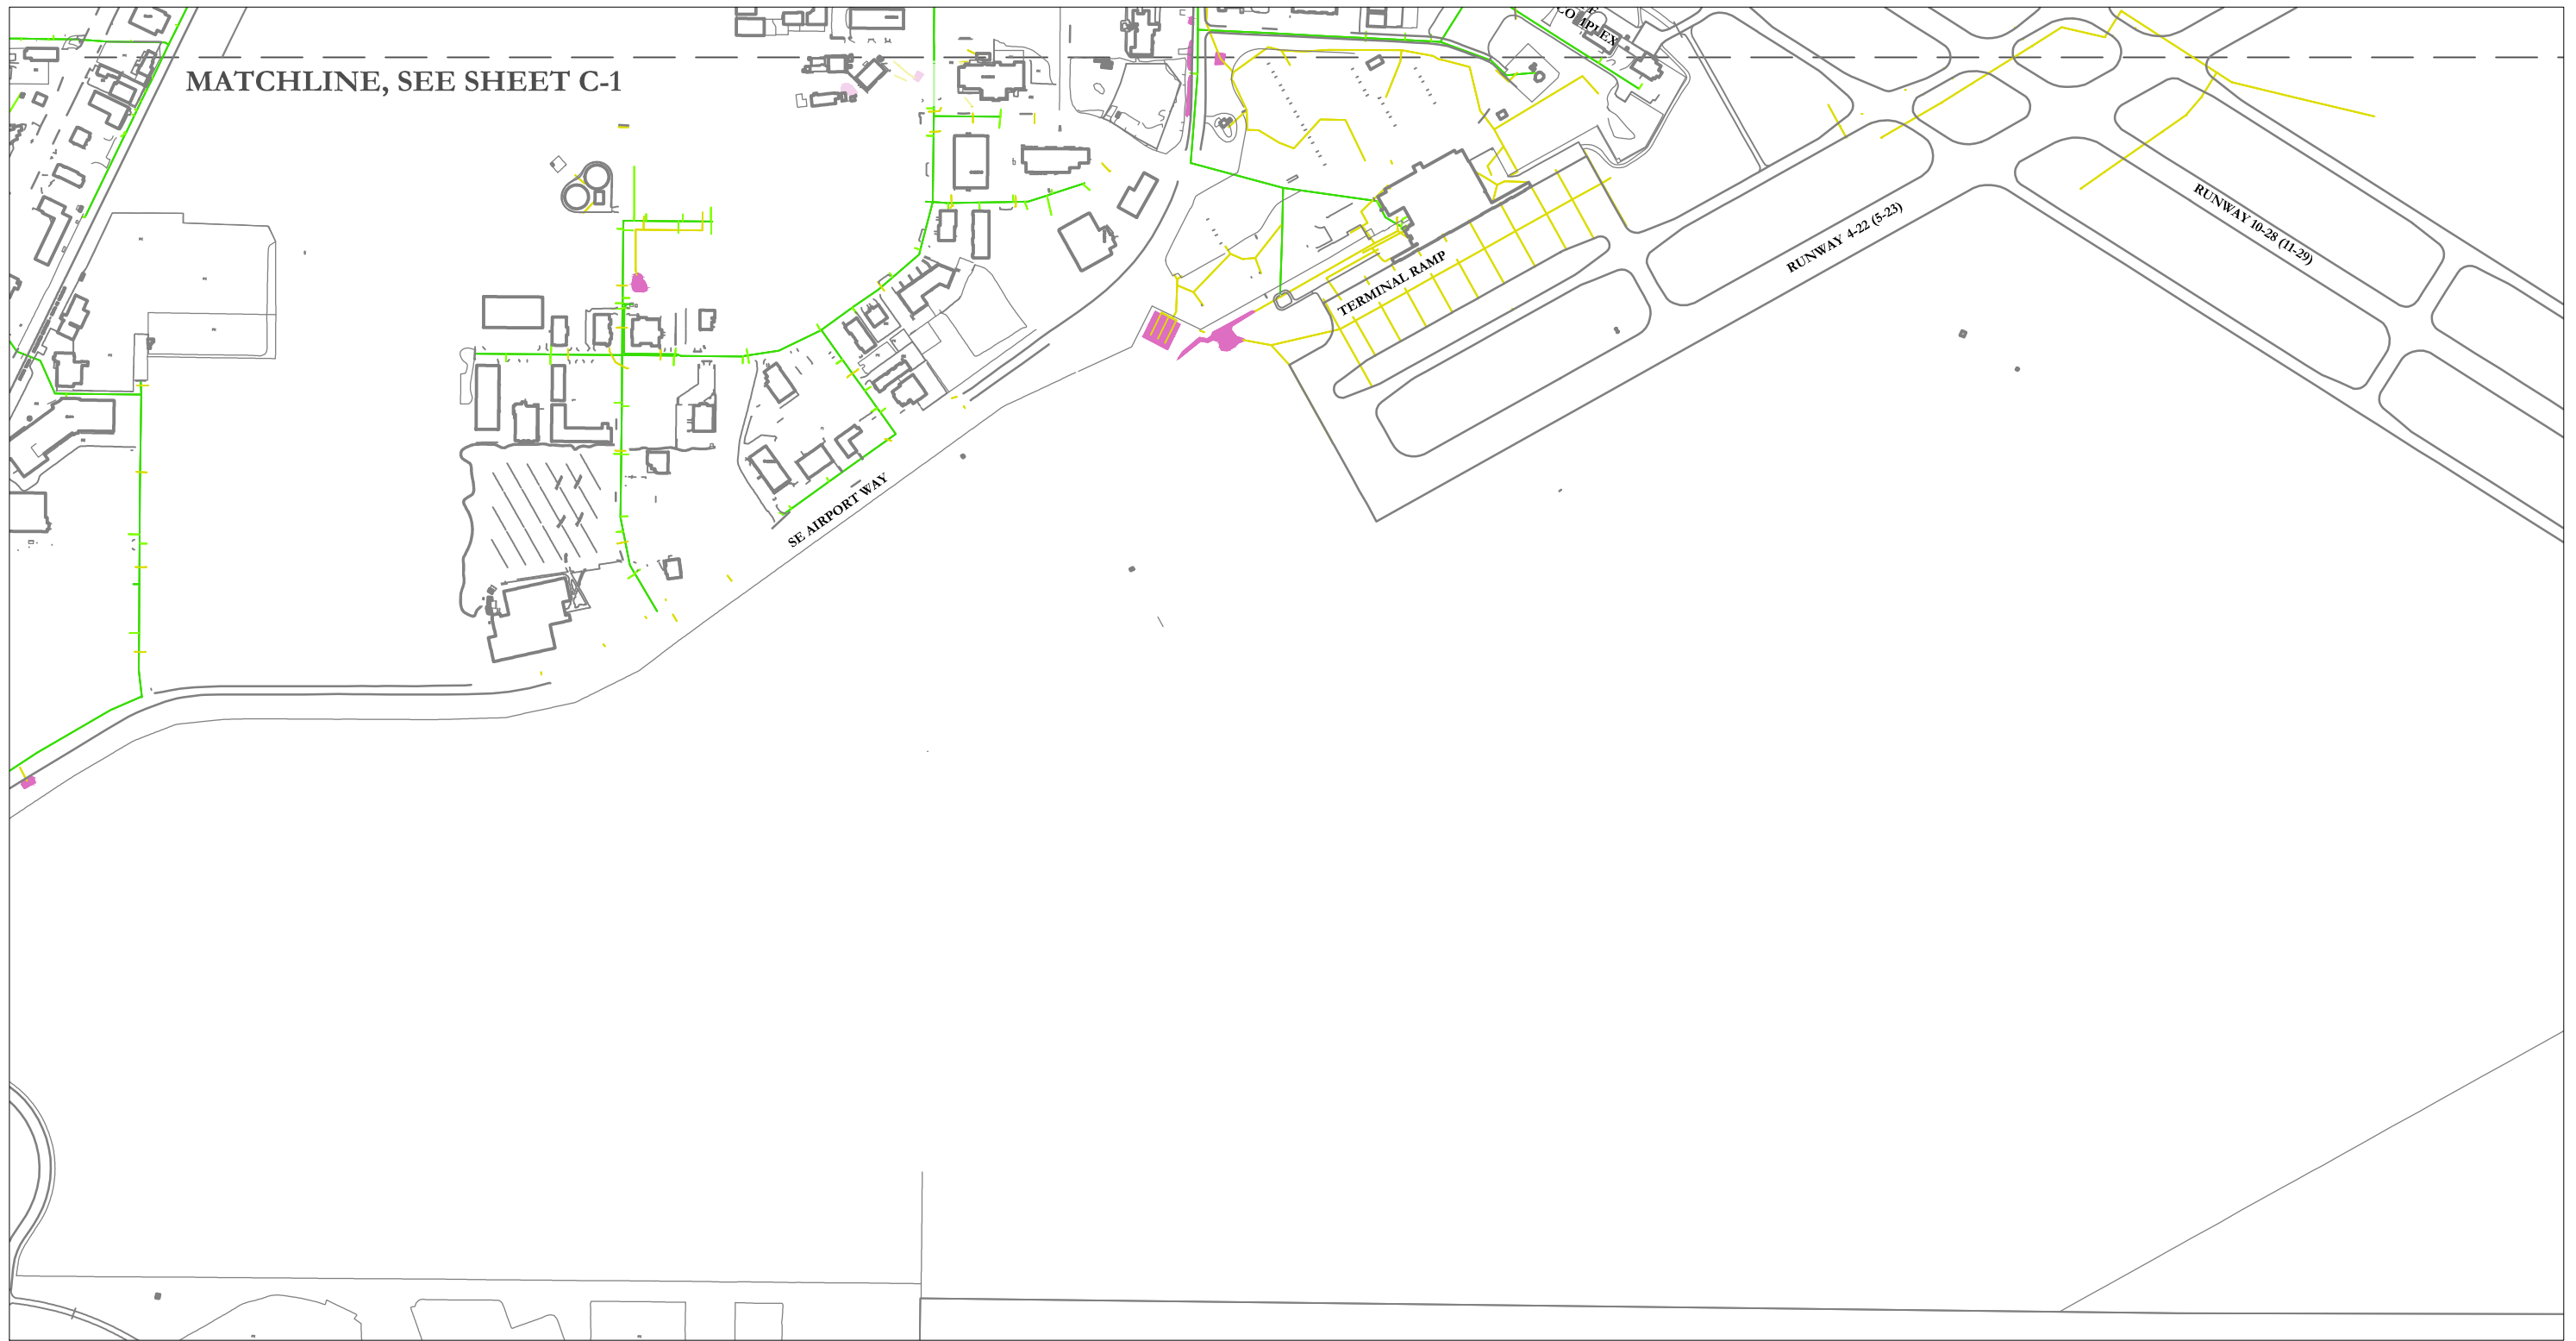 COMPLEX
MATCHLINE, SEE SHEET C-1
RUNWAY 4-22 (5-23)
RUNWAY 10-28 (11-29)
TERMINAL RAMP
SE AIRPORT WAY